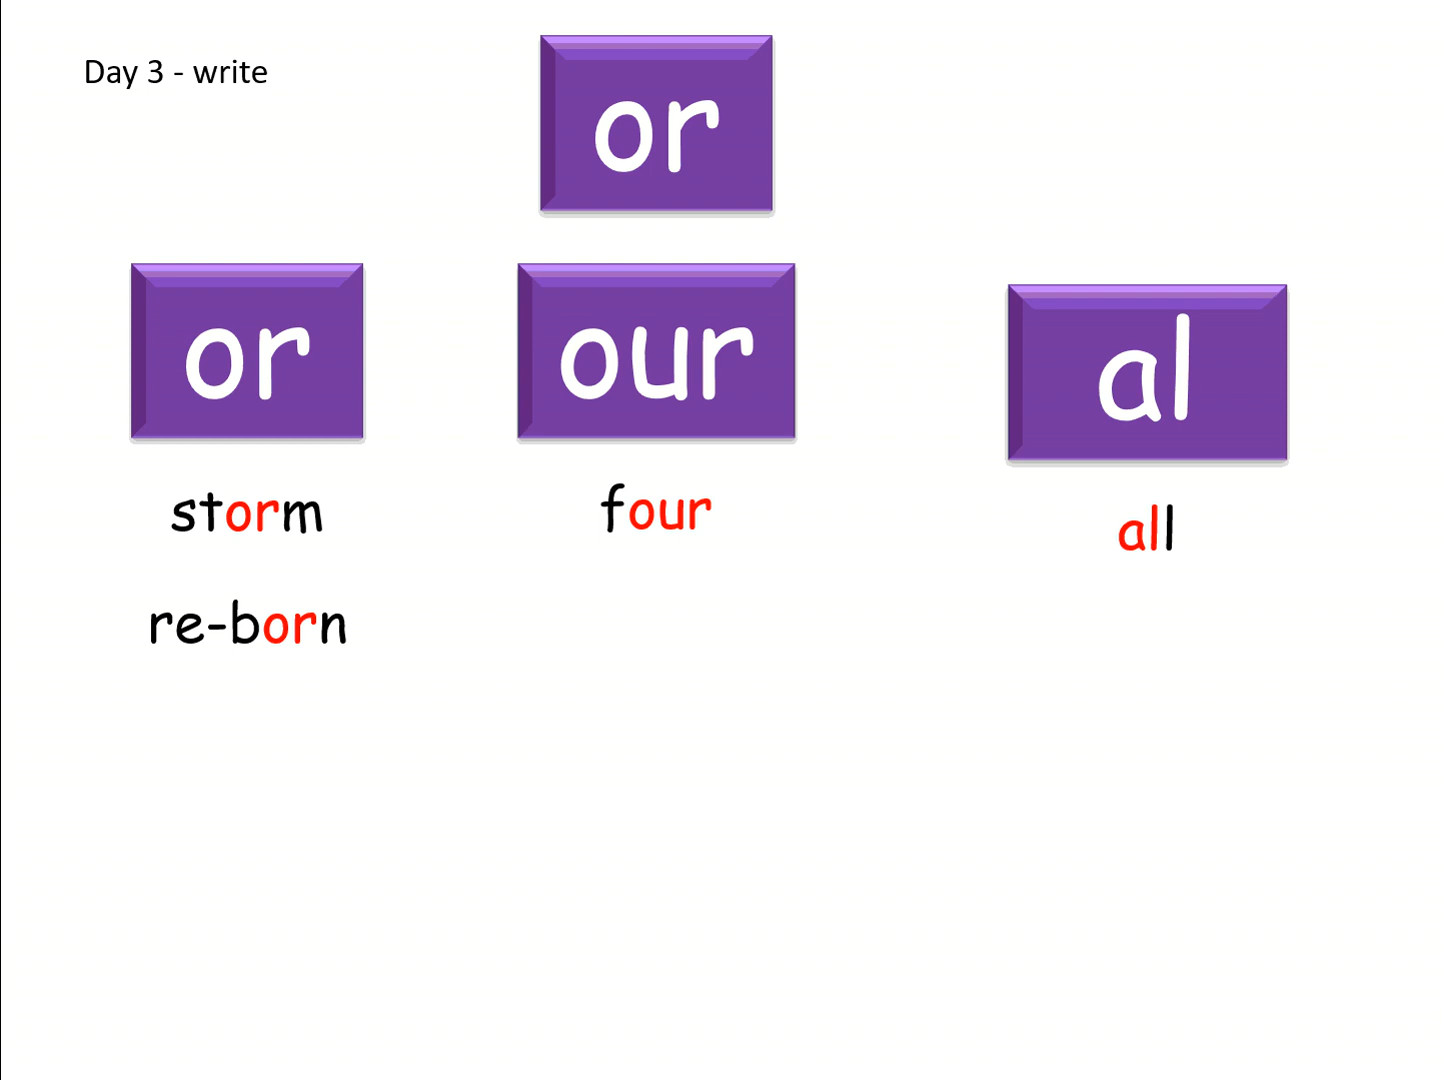 Day 3 - write
or
or
our
al
storm
four
all
re-born